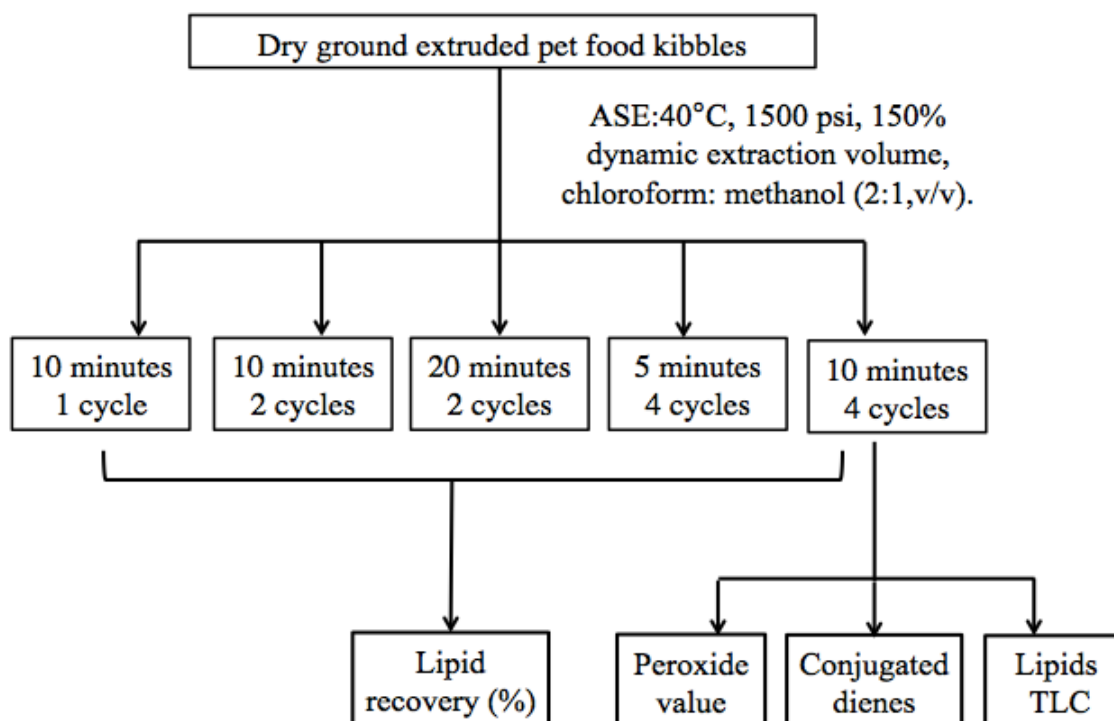 Dry ground extruded pet food kibbles
ASE:40°C, 1500 psi, 150%
dynamic extraction volume,
chloroform: methanol (2:1,v/v).
10 minutes
1 cycle
10 minutes
2 cycles
20 minutes
2 cycles
5 minutes
4 cycles
10 minutes
4 cycles
Lipid
recovery (%)
Peroxide
value
Conjugated
dienes
Lipids
TLC